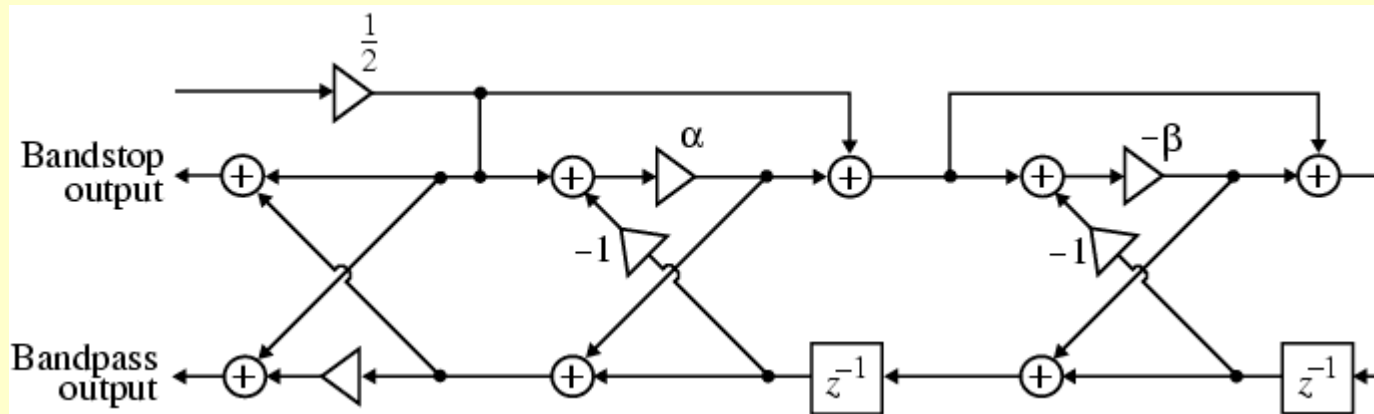 1/2
α
-β
Bandstop
output
-1
-1
Bandpass
output
z⁻¹
z⁻¹